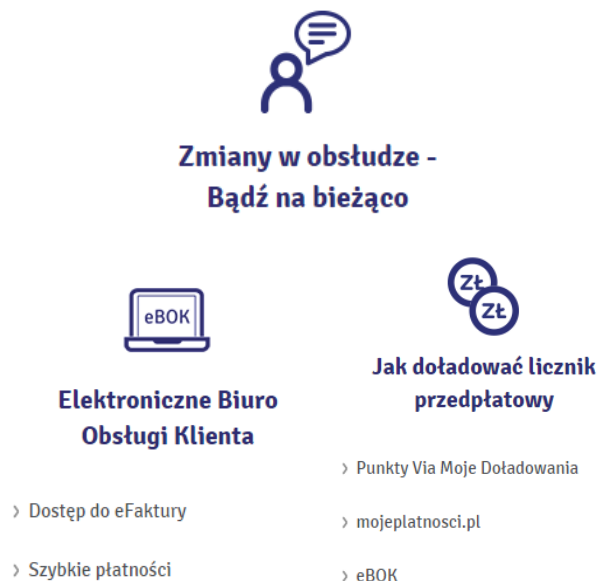 Zmiany w obsłudze -
Bądź na bieżąco
eBOK
Elektroniczne Biuro
Obsługi Klienta
› Dostęp do eFaktury
› Szybkie płatności
ZŁ
ZŁ
Jak doładować licznik
przedpłatowy
› Punkty Via Moje Doładowania
› mojeplatnosci.pl
› eBOK